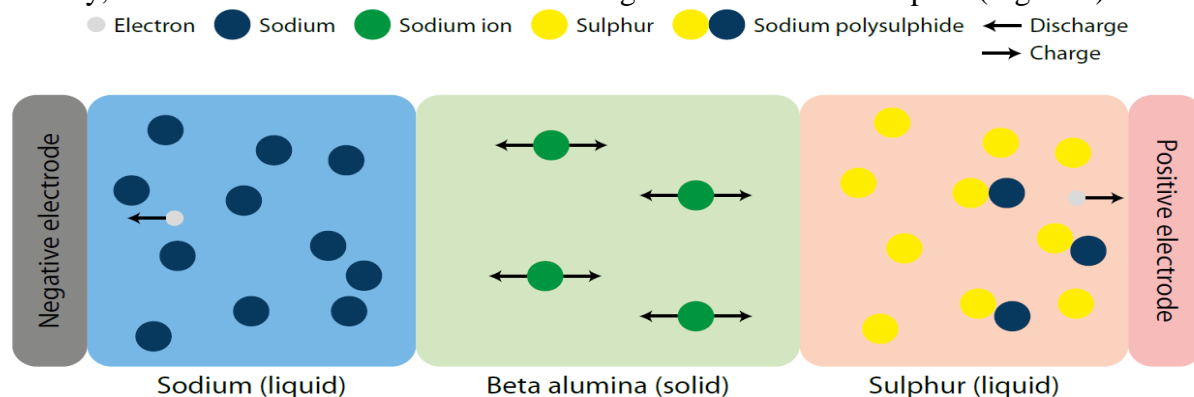 Electron Sodium Sodium ion Sulphur Sodium polysulphide Discharge
Charge
Negative electrode
Positive electrode
Sodium (liquid) Beta alumina (solid) Sulphur (liquid)